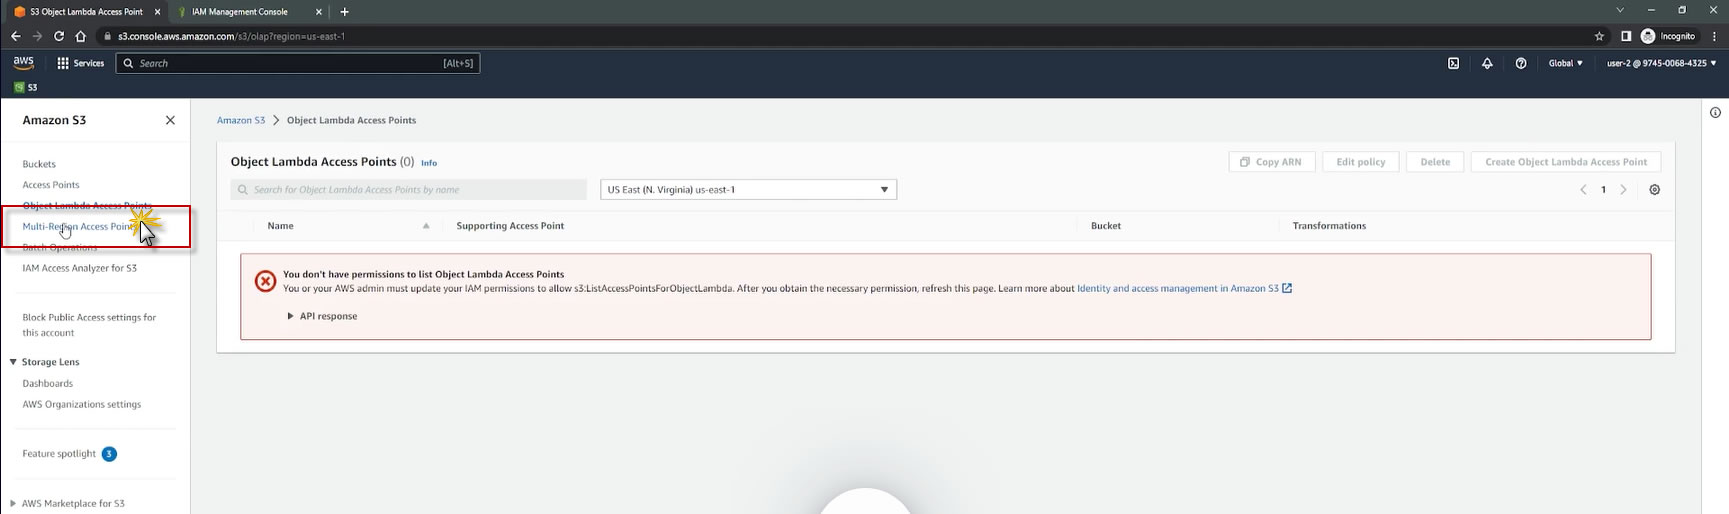 S3 Object Lambda Access Point
IAM Management Console
s3.console.aws.amazon.com/s3/olap?region=us-east-1
Incognito
aws
Services
Search
[Alt+S]
Global
user-2 @ 9745-0068-4325
S3
Amazon S3
Buckets
Access Points
Object Lambda Access Points
Multi-Region Access Point
Batch Operations
IAM Access Analyzer for S3
Block Public Access settings for
this account
Storage Lens
Dashboards
AWS Organizations settings
Feature spotlight 3
AWS Marketplace for S3
Amazon S3 > Object Lambda Access Points
Object Lambda Access Points (0) Info
Copy ARN
Edit policy
Delete
Create Object Lambda Access Point
Search for Object Lambda Access Points by name
US East (N. Virginia) us-east-1
1
Name
Supporting Access Point
Bucket
Transformations
You don't have permissions to list Object Lambda Access Points
You or your AWS admin must update your IAM permissions to allow s3:ListAccessPointsForObjectLambda. After you obtain the necessary permission, refresh this page. Learn more about Identity and access management in Amazon S3
API response